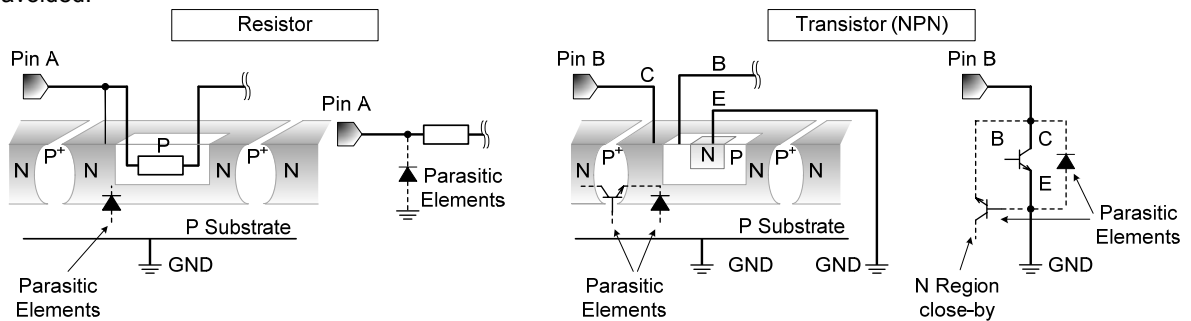 avoided.
Resistor
Transistor (NPN)
Pin A
Pin A
Pin B
C
B
E
Pin B
N
P+
N
P
N
P+
N
Parasitic
Elements
P Substrate
GND
Parasitic
Elements
N
P+
N
N
P
N
P+
N
P Substrate
GND
GND
Parasitic
Elements
B
C
E
Parasitic
Elements
GND
N Region
close-by